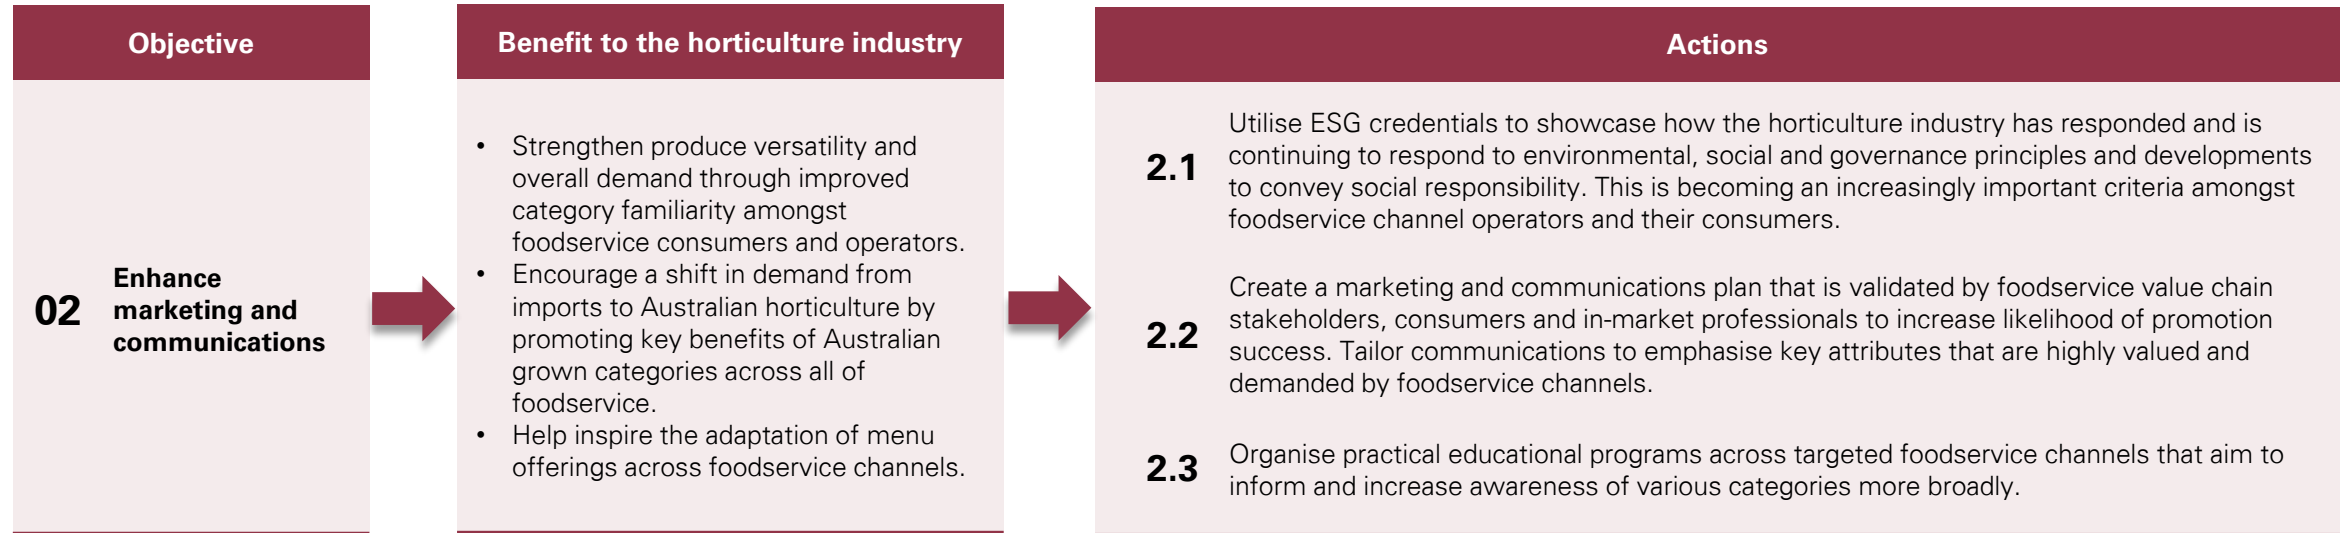 Objective
02
Enhance
marketing and
communications
Benefit to the horticulture industry
• Strengthen produce versatility and
overall demand through improved
category familiarity amongst
foodservice consumers and operators.
• Encourage a shift in demand from
imports to Australian horticulture by
promoting key benefits of Australian
grown categories across all of
foodservice.
• Help inspire the adaptation of menu
offerings across foodservice channels.
Actions
2.1
Utilise ESG credentials to showcase how the horticulture industry has responded and is
continuing to respond to environmental, social and governance principles and developments
to convey social responsibility. This is becoming an increasingly important criteria amongst
foodservice channel operators and their consumers.
2.2
Create a marketing and communications plan that is validated by foodservice value chain
stakeholders, consumers and in-market professionals to increase likelihood of promotion
success. Tailor communications to emphasise key attributes that are highly valued and
demanded by foodservice channels.
2.3
Organise practical educational programs across targeted foodservice channels that aim to
inform and increase awareness of various categories more broadly.